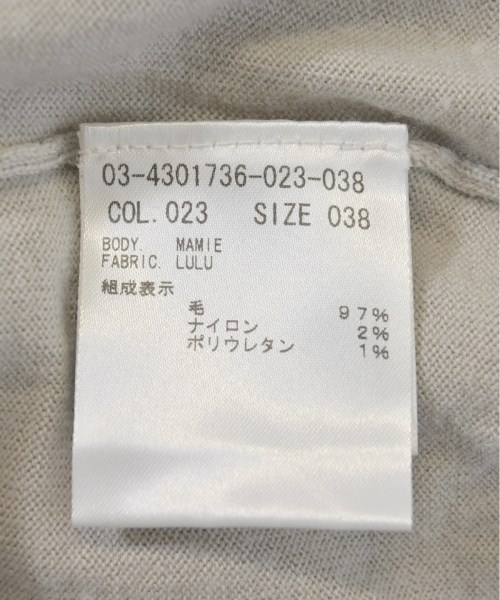 03-4301736-023-038
COL. 023 SIZE 038
BODY. MAMIE
FABRIC. LULU
組成表示
毛 97%
ナイロン 2%
ポリウレタン 1%